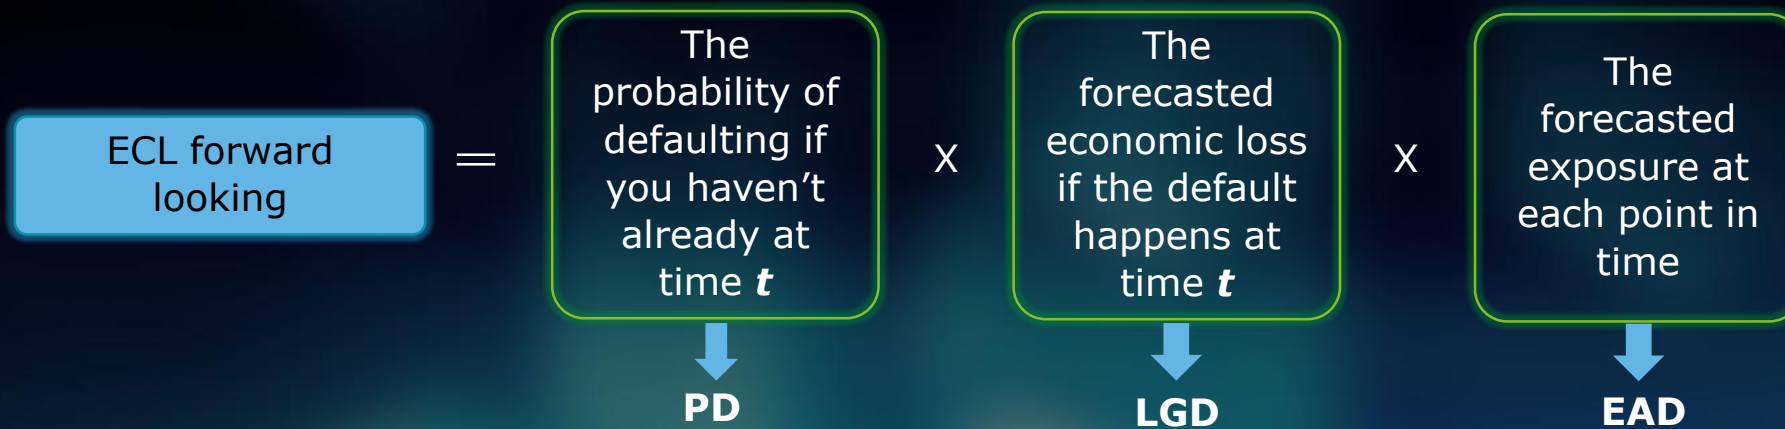 ECL forward
looking
=
The
probability of
defaulting if
you haven't
already at
time t
X
The
forecasted
economic loss
if the default
happens at
time t
X
The
forecasted
exposure at
each point in
time
PD
LGD
EAD